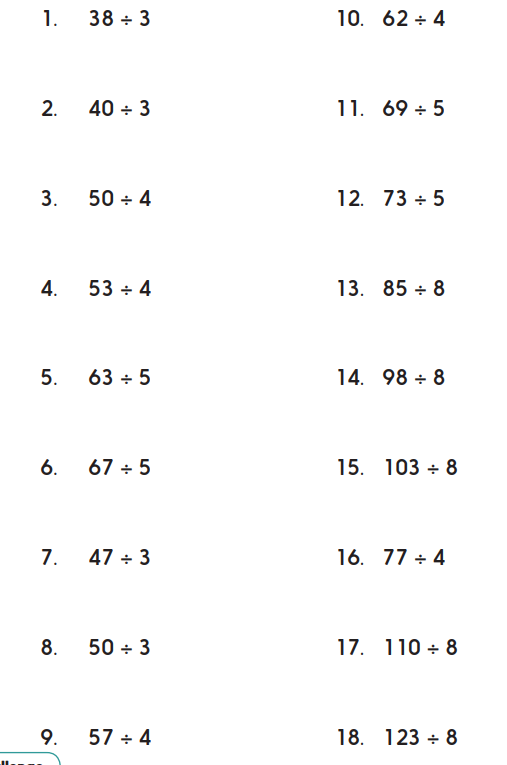 1. 38 ÷ 3
2. 40 ÷ 3
3. 50 ÷ 4
4. 53 ÷ 4
5. 63 ÷ 5
6. 67 ÷ 5
7. 47 ÷ 3
8. 50 ÷ 3
9. 57 ÷ 4
10. 62 ÷ 4
11. 69 ÷ 5
12. 73 ÷ 5
13. 85 ÷ 8
14. 98 ÷ 8
15. 103 ÷ 8
16. 77 ÷ 4
17. 110 ÷ 8
18. 123 ÷ 8